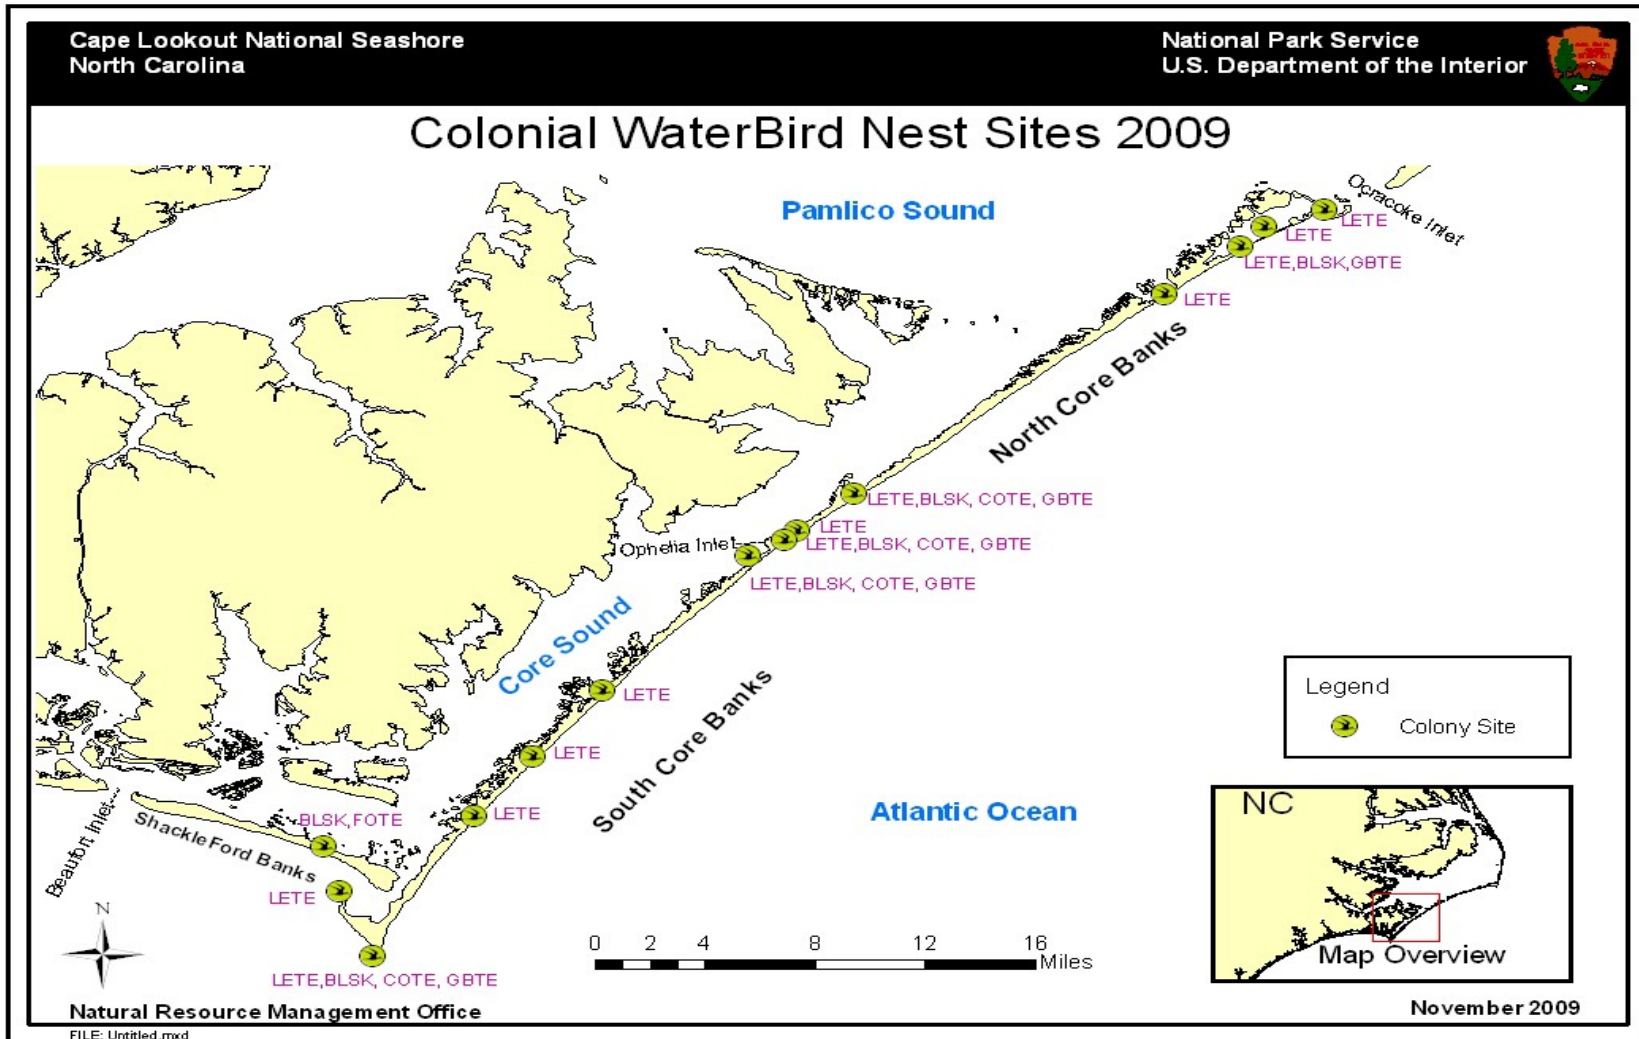 Cape Lookout National Seashore
North Carolina
National Park Service
U.S. Department of the Interior
Colonial WaterBird Nest Sites 2009
Pamlico Sound
Ocracoke Inlet
LETE
LETE
LETE,BLSK,GBTE
LETE
North Core Banks
LETE,BLSK, COTE, GBTE
LETE
Ophelia Inlet
LETE,BLSK, COTE, GBTE
LETE,BLSK, COTE, GBTE
Core Sound
LETE
South Core Banks
LETE
LETE
Atlantic Ocean
BLSK,FOTE
ShackleFord Banks
Beaufort Inlet
LETE
LETE,BLSK, COTE, GBTE
N
0 2 4 8 12 16
Miles
Legend
Colony Site
NC
Map Overview
Natural Resource Management Office
November 2009
FILE: Untitled.mxd